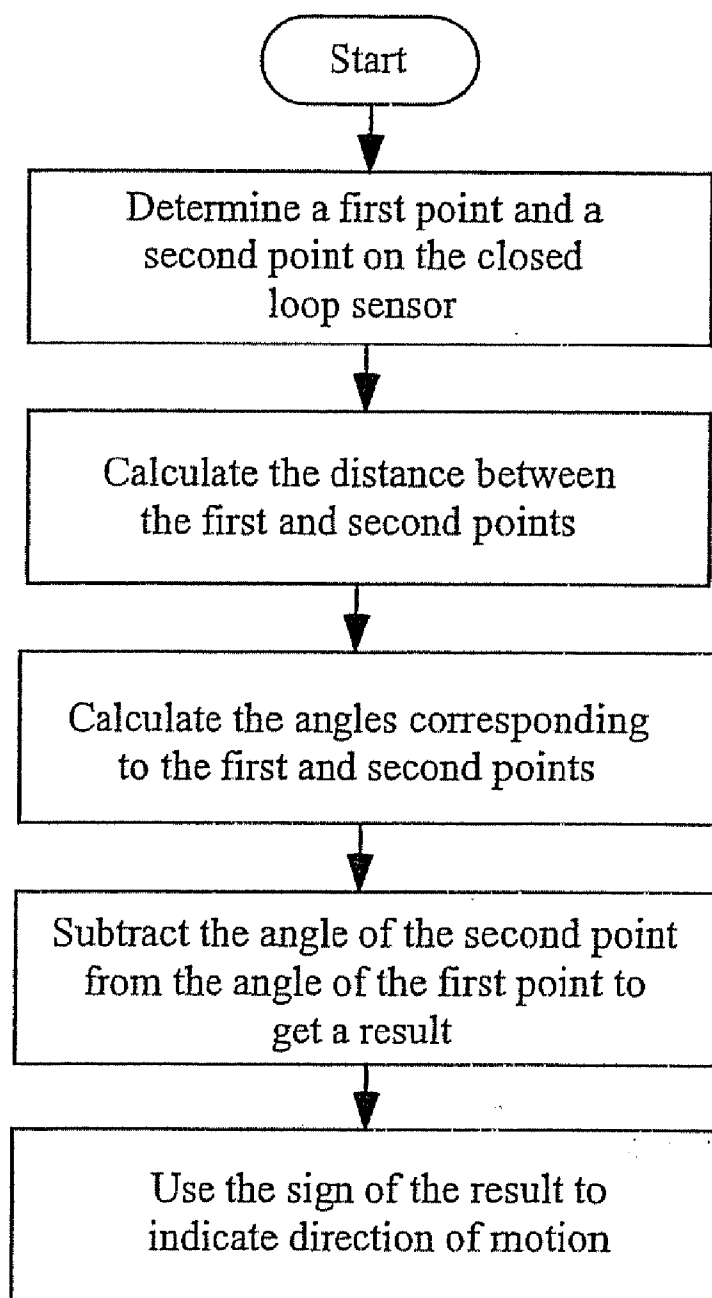 Start
Determine a first point and a
second point on the closed
loop sensor
Calculate the distance between
the first and second points
Calculate the angles corresponding
to the first and second points
Subtract the angle of the second point
from the angle of the first point to
get a result
Use the sign of the result to
indicate direction of motion